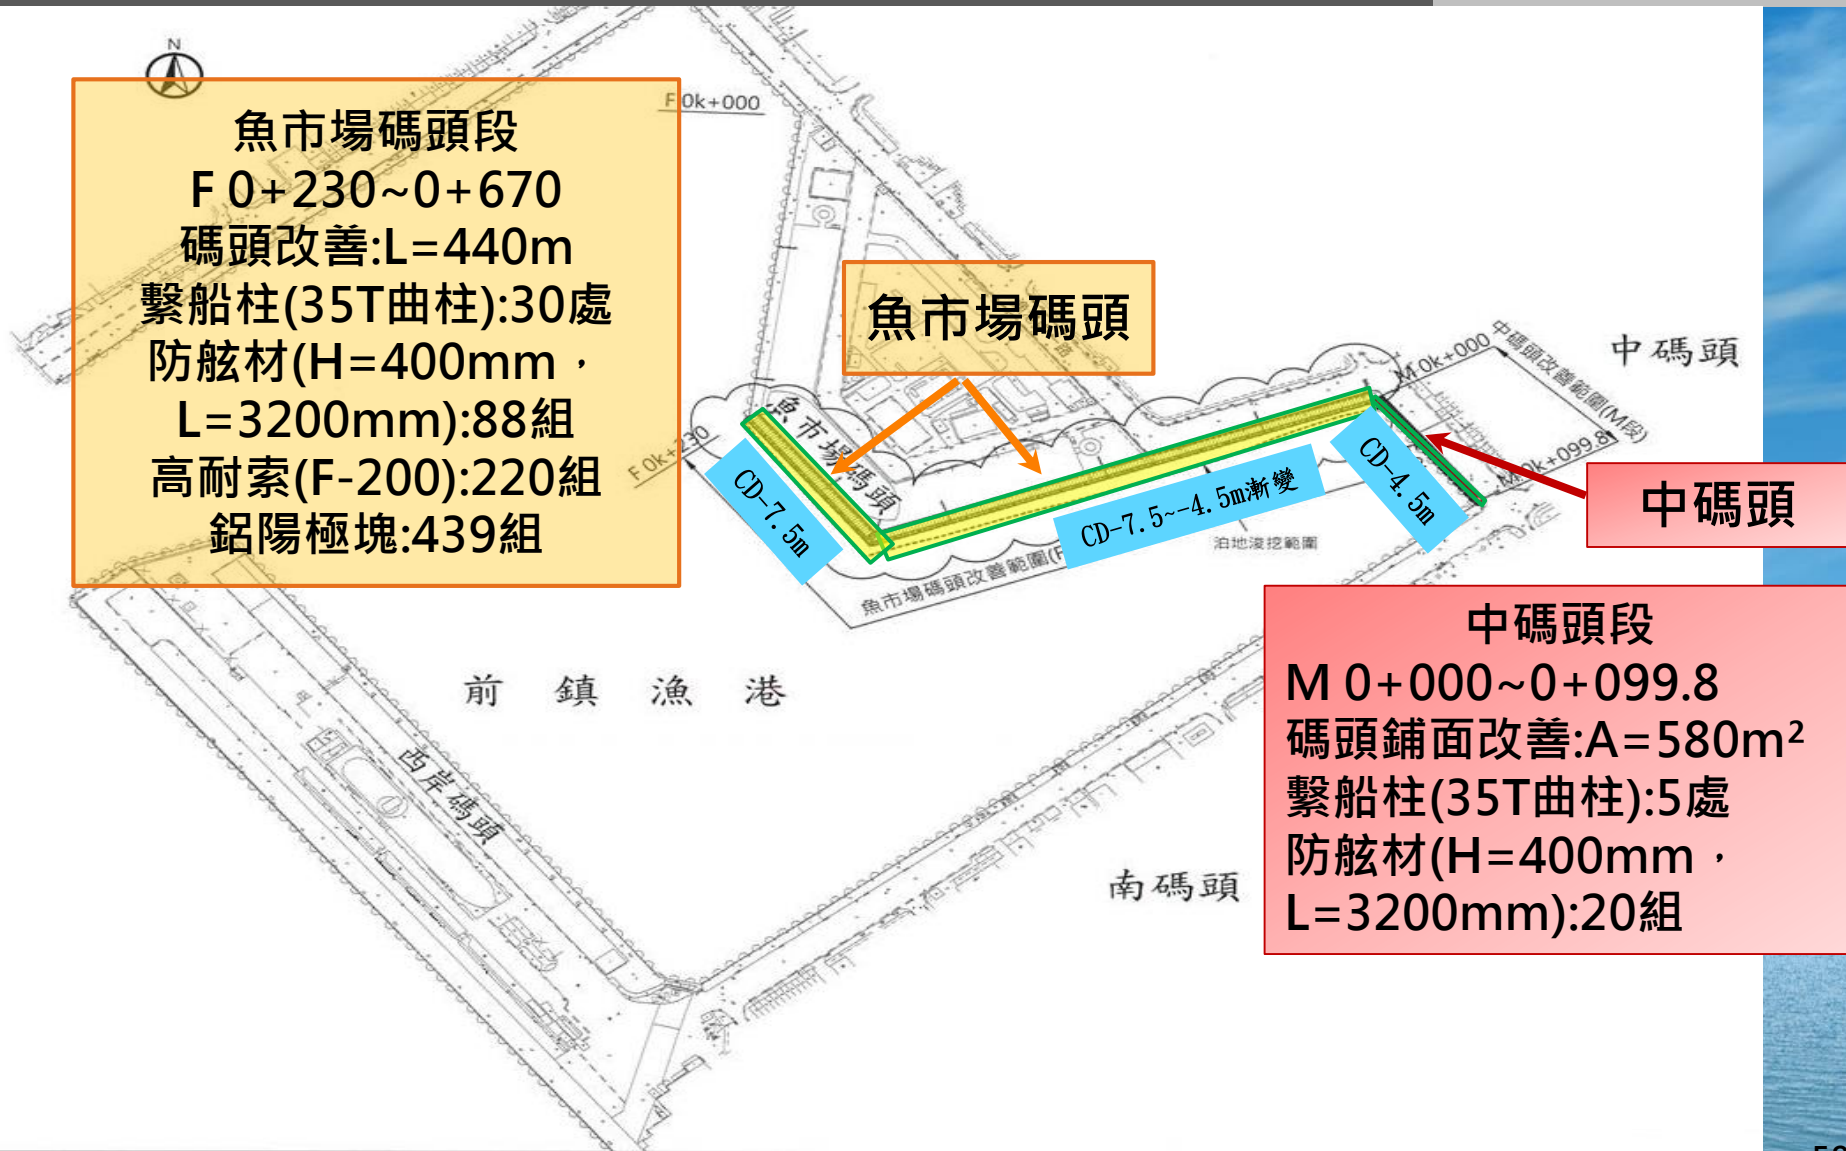 N
F 0k+000
魚市場碼頭段
F 0+230~0+670
碼頭改善:L=440m
繫船柱(35T曲柱):30處
防舷材(H=400mm，
L=3200mm):88組
高耐索(F-200):220組
鋁陽極塊:439組
魚市場碼頭
魚市場碼頭
F 0k+230
CD-7.5m
CD-7.5~-4.5m漸變
CD-4.5m
M 0k+000
中碼頭改善範圍(M段)
M 0k+099.8
中碼頭
中碼頭
泊地浚挖範圍
魚市場碼頭改善範圍(F
中碼頭段
M 0+000~0+099.8
碼頭鋪面改善:A=580m²
繫船柱(35T曲柱):5處
防舷材(H=400mm，
L=3200mm):20組
前鎮漁港
西岸碼頭
南碼頭